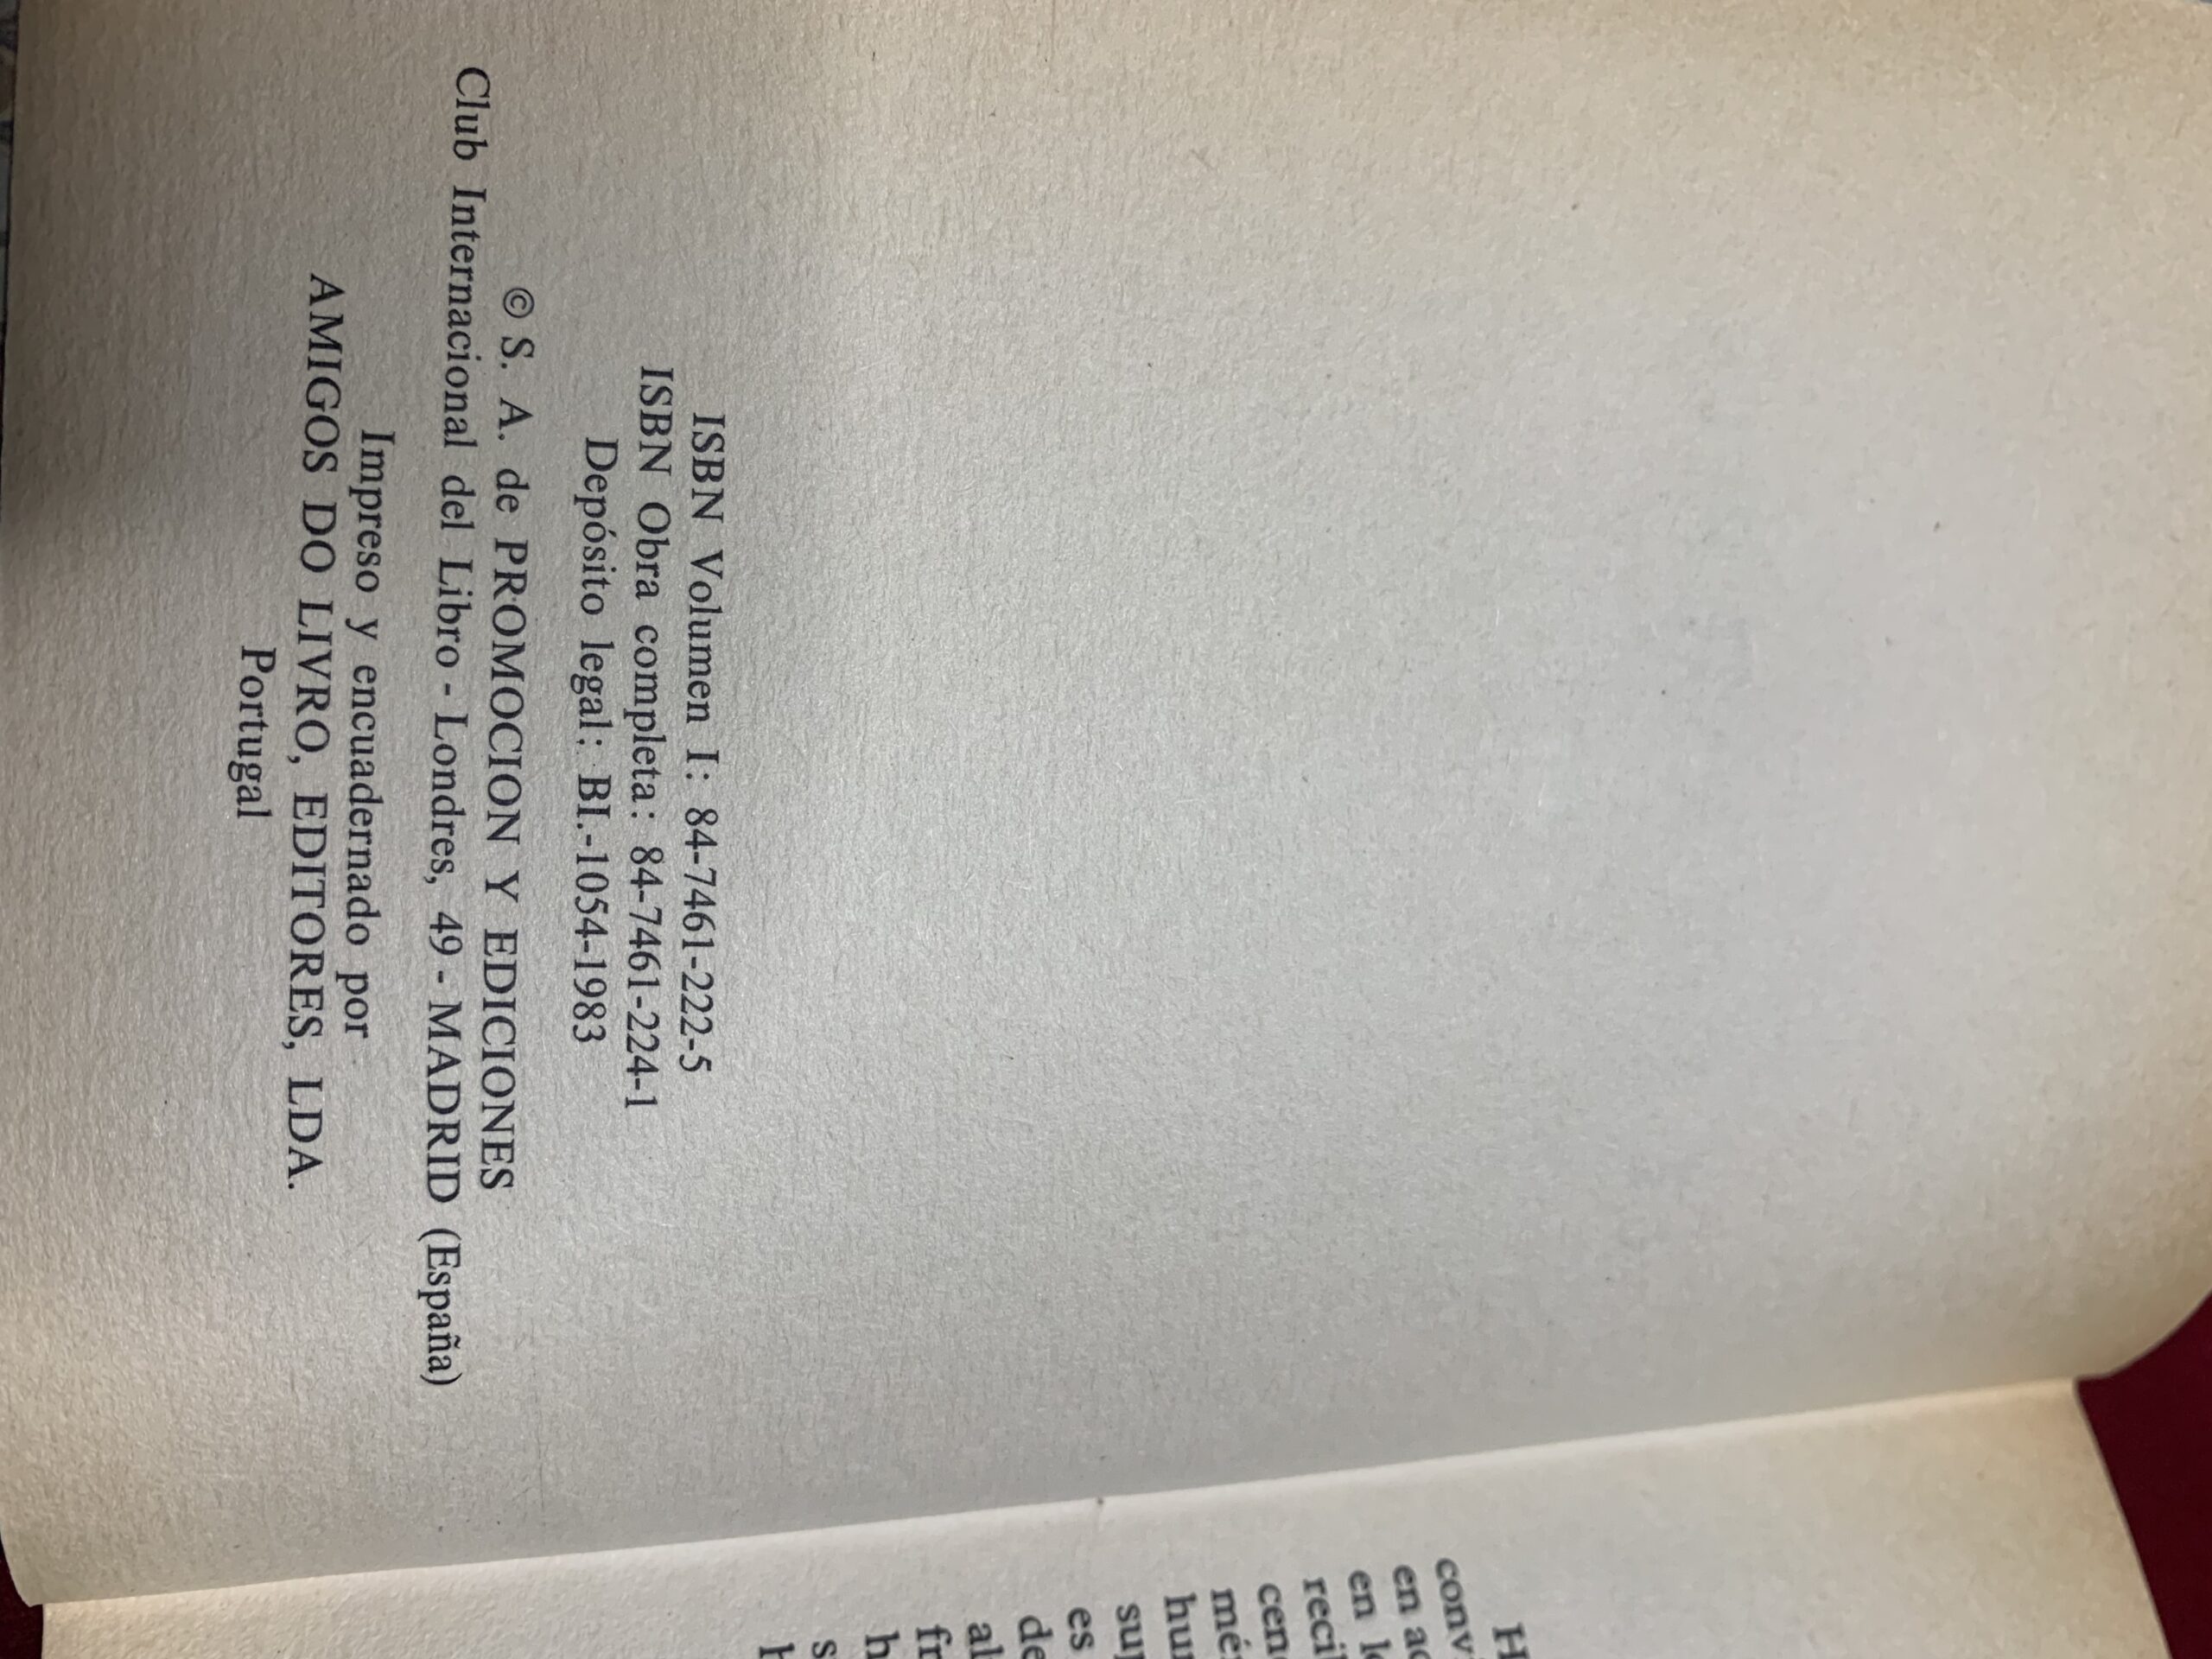 ISBN Volumen I: 84-7461-222-5
ISBN Obra completa: 84-7461-224-1
Depósito legal: BI.-1054-1983
© S. A. de PROMOCION Y EDICIONES
Club Internacional del Libro - Londres, 49 - MADRID (España)
Impreso y encuadernado por
AMIGOS DO LIVRO, EDITORES, LDA.
Portugal